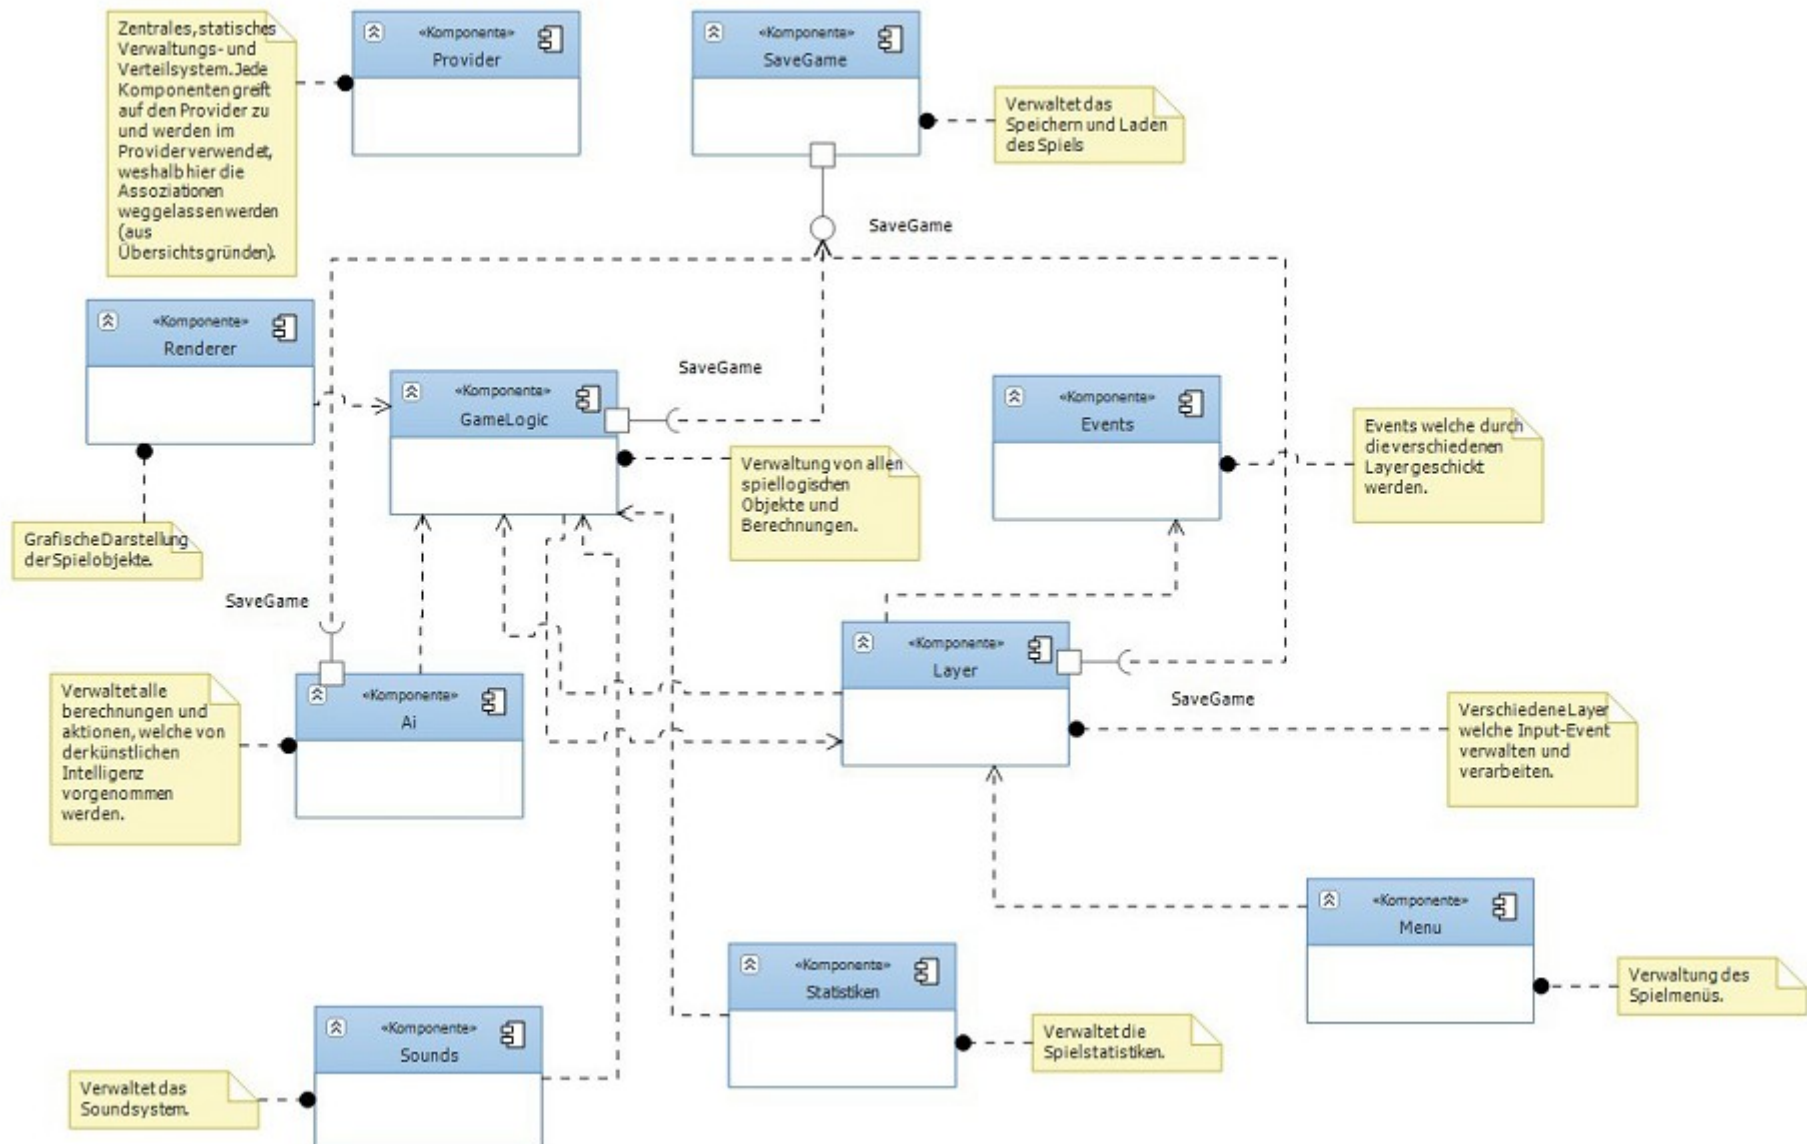 Zentrales, statisches
Verwaltungs- und
Verteilsystem. Jede
Komponenten greift
auf den Provider zu
und werden im
Provider verwendet,
weshalb hier die
Assoziationen
weggelassen werden
(aus
Übersichtsgründen).
«Komponente»
Provider
«Komponente»
SaveGame
Verwaltet das
Speichern und Laden
des Spiels
SaveGame
«Komponente»
Renderer
Grafische Darstellung
der Spielobjekte.
«Komponente»
GameLogic
SaveGame
Verwaltung von allen
spiellogischen
Objekte und
Berechnungen.
«Komponente»
Events
Events welche durch
die verschiedenen
Layer geschickt
werden.
SaveGame
«Komponente»
Ai
Verwaltet alle
berechnungen und
aktionen, welche von
der künstlichen
Intelligenz
vorgenommen
werden.
«Komponente»
Layer
SaveGame
Verschiedene Layer
welche Input-Event
verwalten und
verarbeiten.
«Komponente»
Menu
Verwaltung des
Spielmenüs.
«Komponente»
Statistiken
Verwaltet die
Spielstatistiken.
«Komponente»
Sounds
Verwaltet das
Soundsystem.